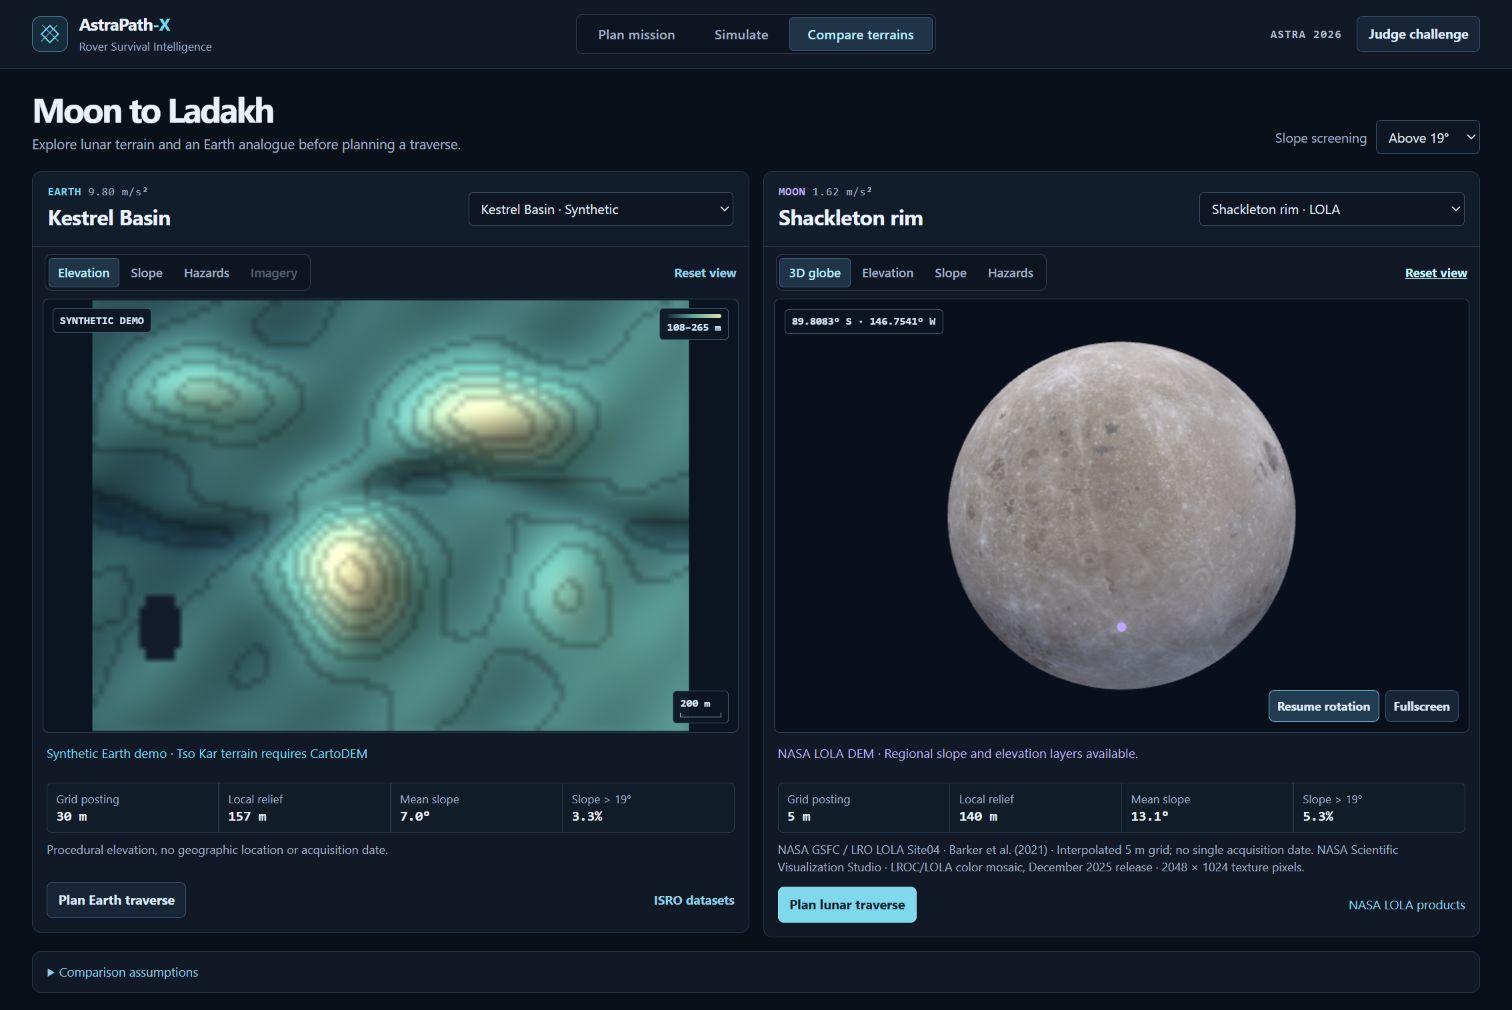 AstraPath-X
Rover Survival Intelligence
Plan mission
Simulate
Compare terrains
ASTRA 2026
Judge challenge
Moon to Ladakh
Explore lunar terrain and an Earth analogue before planning a traverse.
Slope screening
Above 19°
EARTH 9.80 m/s²
Kestrel Basin
Kestrel Basin · Synthetic
Elevation
Slope
Hazards
Imagery
Reset view
SYNTHETIC DEMO
108–265 m
200 m
Synthetic Earth demo · Tso Kar terrain requires CartoDEM
Grid posting
30 m
Local relief
157 m
Mean slope
7.0°
Slope > 19°
3.3%
Procedural elevation, no geographic location or acquisition date.
Plan Earth traverse
ISRO datasets
MOON 1.62 m/s²
Shackleton rim
Shackleton rim · LOLA
3D globe
Elevation
Slope
Hazards
Reset view
89.8083° S · 146.7541° W
Resume rotation
Fullscreen
NASA LOLA DEM · Regional slope and elevation layers available.
Grid posting
5 m
Local relief
140 m
Mean slope
13.1°
Slope > 19°
5.3%
NASA GSFC / LRO LOLA Site04 · Barker et al. (2021) · Interpolated 5 m grid; no single acquisition date. NASA Scientific
Visualization Studio · LROC/LOLA color mosaic, December 2025 release · 2048 × 1024 texture pixels.
Plan lunar traverse
NASA LOLA products
Comparison assumptions